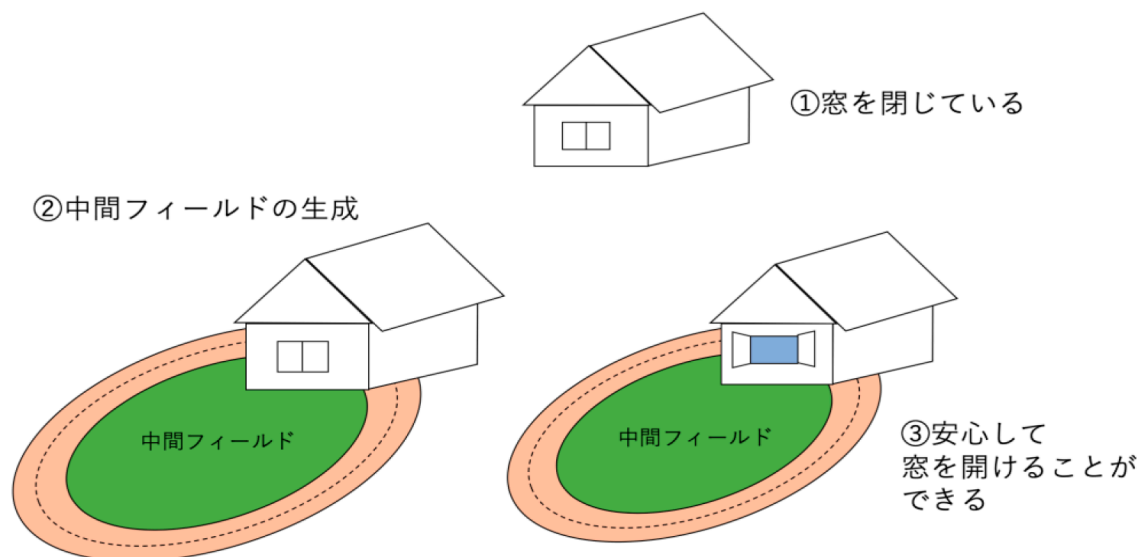 ①窓を閉じている
②中間フィールドの生成
中間フィールド
中間フィールド
③安心して
窓を開けることが
できる